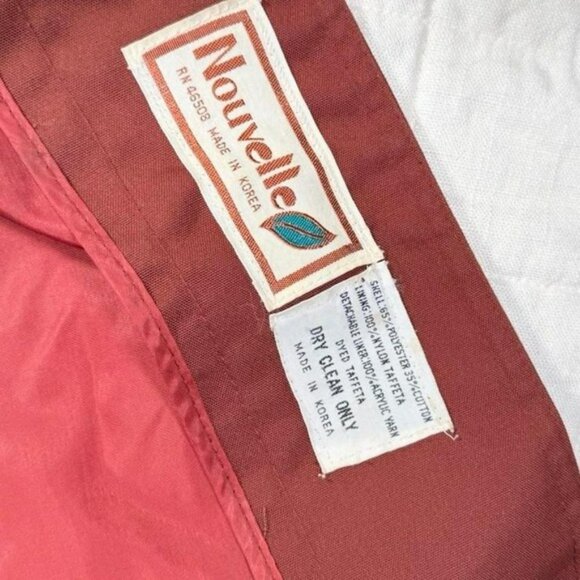 Nouvelle
RN 46508 MADE IN KOREA
SHELL:65% POLYESTER 35% COTTON
LINING:100% NYLON TAFFETA
DETACHABLE LINER:100% ACRYLIC YARN
DYED TAFFETA
DRY CLEAN ONLY
MADE IN KOREA